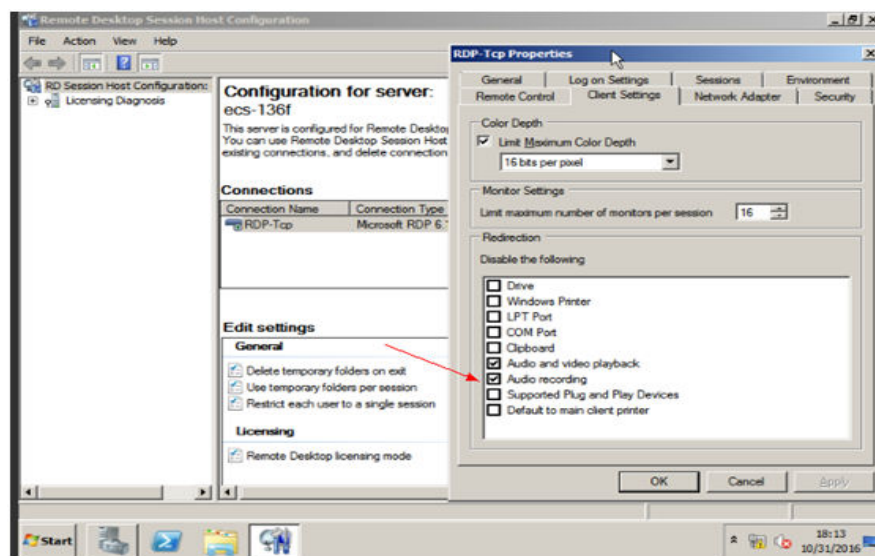 Remote Desktop Session Host Configuration
File Action View Help
RD Session Host Configuration:
Licensing Diagnosis
Configuration for server:
ecs-136f
This server is configured for Remote Desktop
You can use Remote Desktop Session Host
existing connections, and delete connection
Connections
Connection Name Connection Type
RDP-Tcp Microsoft RDP 6.
Edit settings
General
Delete temporary folders on exit
Use temporary folders per session
Restrict each user to a single session
Licensing
Remote Desktop licensing mode
RDP-Tcp Properties
General Log on Settings Sessions Environment
Remote Control Client Settings Network Adapter Security
Color Depth
Limit Maximum Color Depth
16 bits per pixel
Monitor Settings
Limit maximum number of monitors per session 16
Redirection
Disable the following
Drive
Windows Printer
LPT Port
COM Port
Clipboard
Audio and video playback
Audio recording
Supported Plug and Play Devices
Default to main client printer
OK Cancel Apply
Start
18:13
10/31/2016